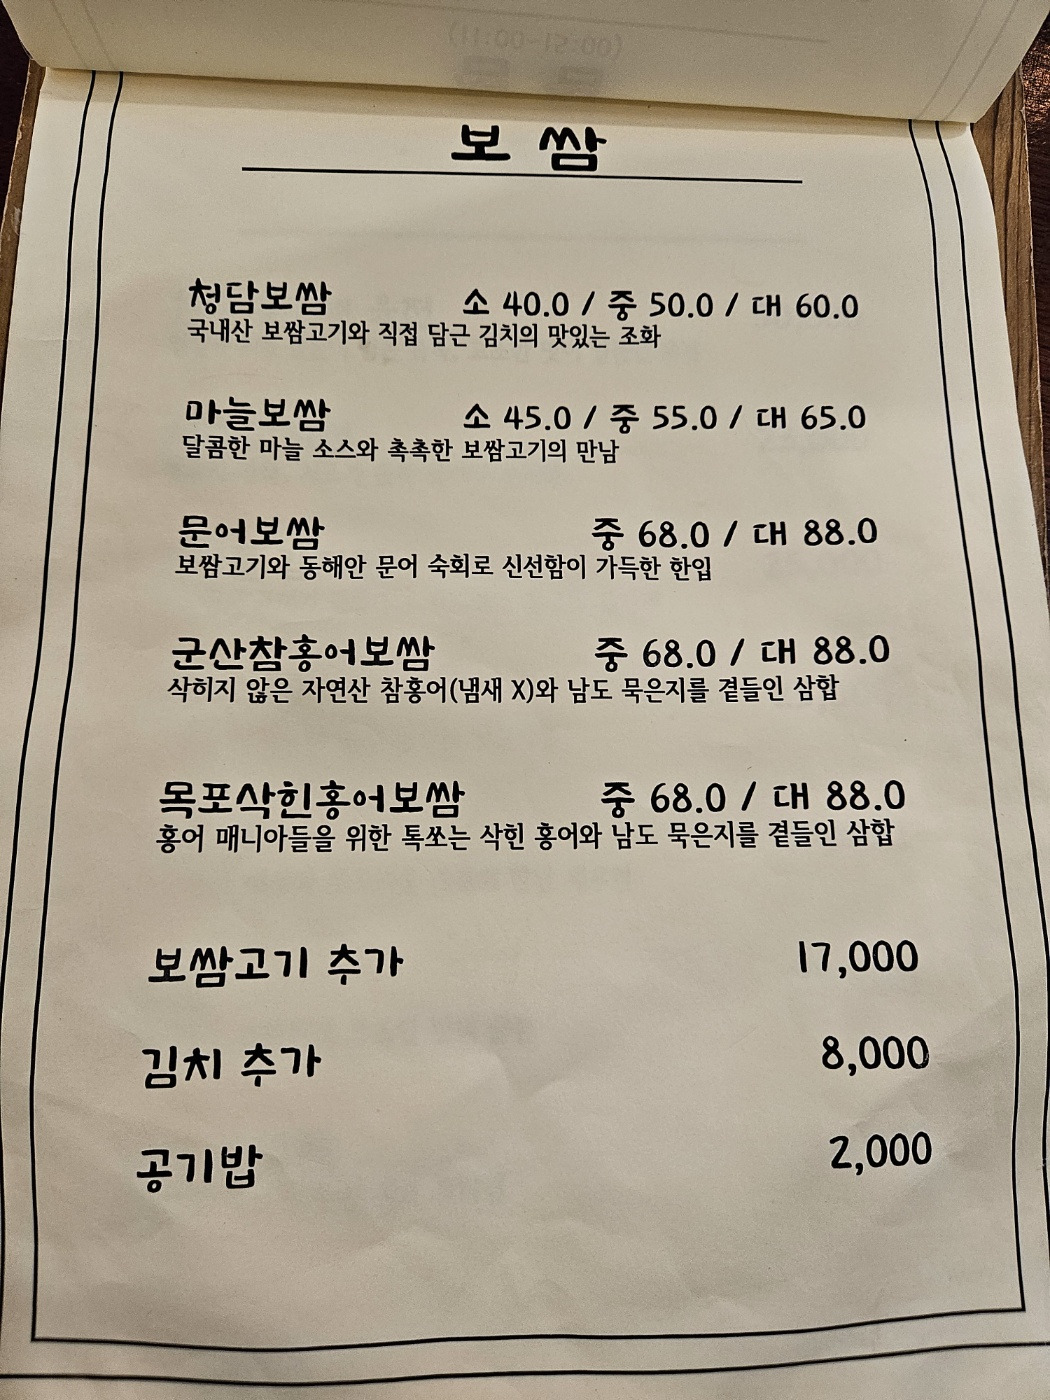 보쌈
청담보쌈 소 40.0 / 중 50.0 / 대 60.0
국내산 보쌈고기와 직접 담근 김치의 맛있는 조화
마늘보쌈 소 45.0 / 중 55.0 / 대 65.0
달콤한 마늘 소스와 촉촉한 보쌈고기의 만남
문어보쌈 중 68.0 / 대 88.0
보쌈고기와 동해안 문어 숙회로 신선함이 가득한 한입
군산참홍어보쌈 중 68.0 / 대 88.0
삭히지 않은 자연산 참홍어(냄새 X)와 남도 묵은지를 곁들인 삼합
목포삭힌홍어보쌈 중 68.0 / 대 88.0
홍어 매니아들을 위한 톡쏘는 삭힌 홍어와 남도 묵은지를 곁들인 삼합
보쌈고기 추가 17,000
김치 추가 8,000
공기밥 2,000